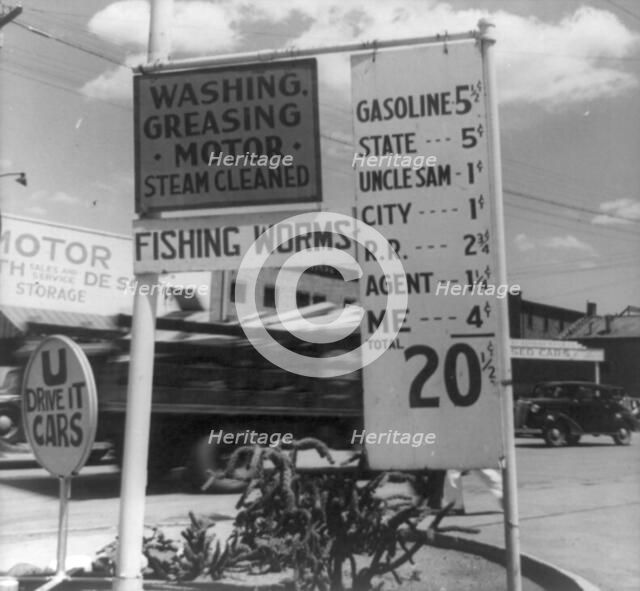 WASHING,
GREASING
· MOTOR ·
STEAM CLEANED
FISHING WORMS
GASOLINE 5½¢
STATE --- 5¢
UNCLE SAM - 1¢
CITY ---- 1¢
R.R. --- 2¾¢
AGENT --- 1½¢
ME --- 4¢
TOTAL
20½¢
MOTOR
SALES AND
SERVICE
DE S
STORAGE
U
DRIVE IT
CARS
SED CARS
Heritage
Heritage
Heritage
Heritage
Heritage
Heritage
C